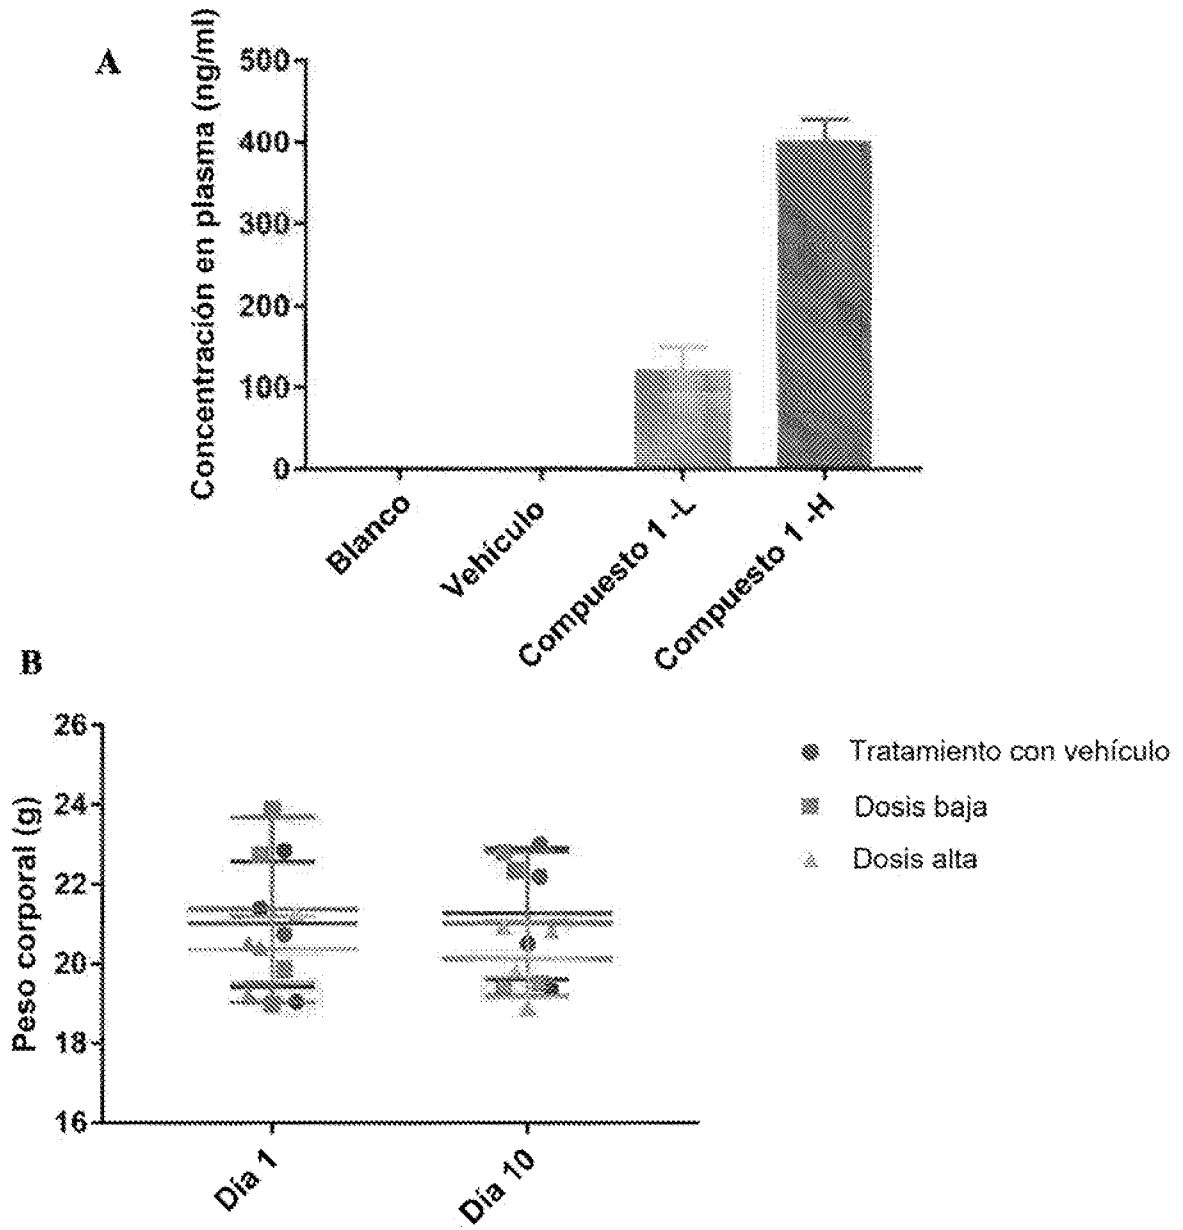 A
Concentración en plasma (ng/ml)
500
400
300
200
100
0
Blanco
Vehículo
Compuesto 1 -L
Compuesto 1 -H
B
Peso corporal (g)
26
24
22
20
18
16
Día 1
Día 10
Tratamiento con vehículo
Dosis baja
Dosis alta